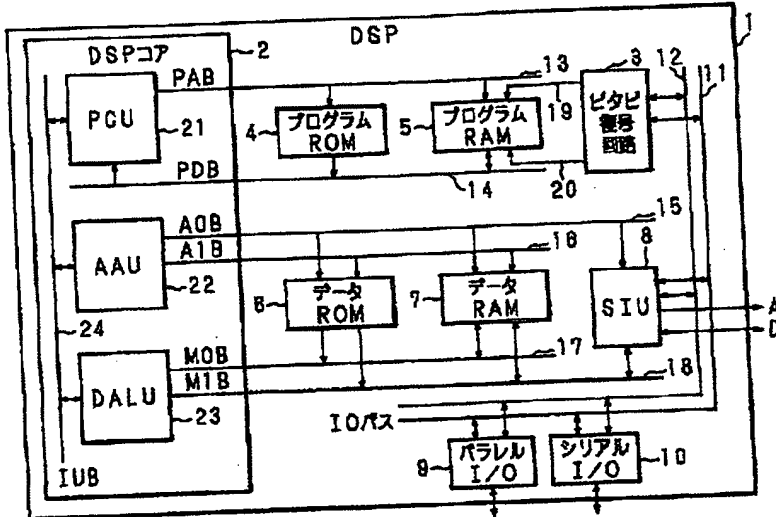 DSP
1
DSPコア
2
PAB
13
3
12
11
PCU
21
4
プログラム
ROM
5
プログラム
RAM
19
ビタビ
復号
回路
PDB
14
20
A0B
15
A1B
16
8
AAU
22
24
6
データ
ROM
7
データ
RAM
SIU
A
D
M0B
17
M1B
18
DALU
23
IOバス
IUB
9
パラレル
I/O
シリアル
I/O
10